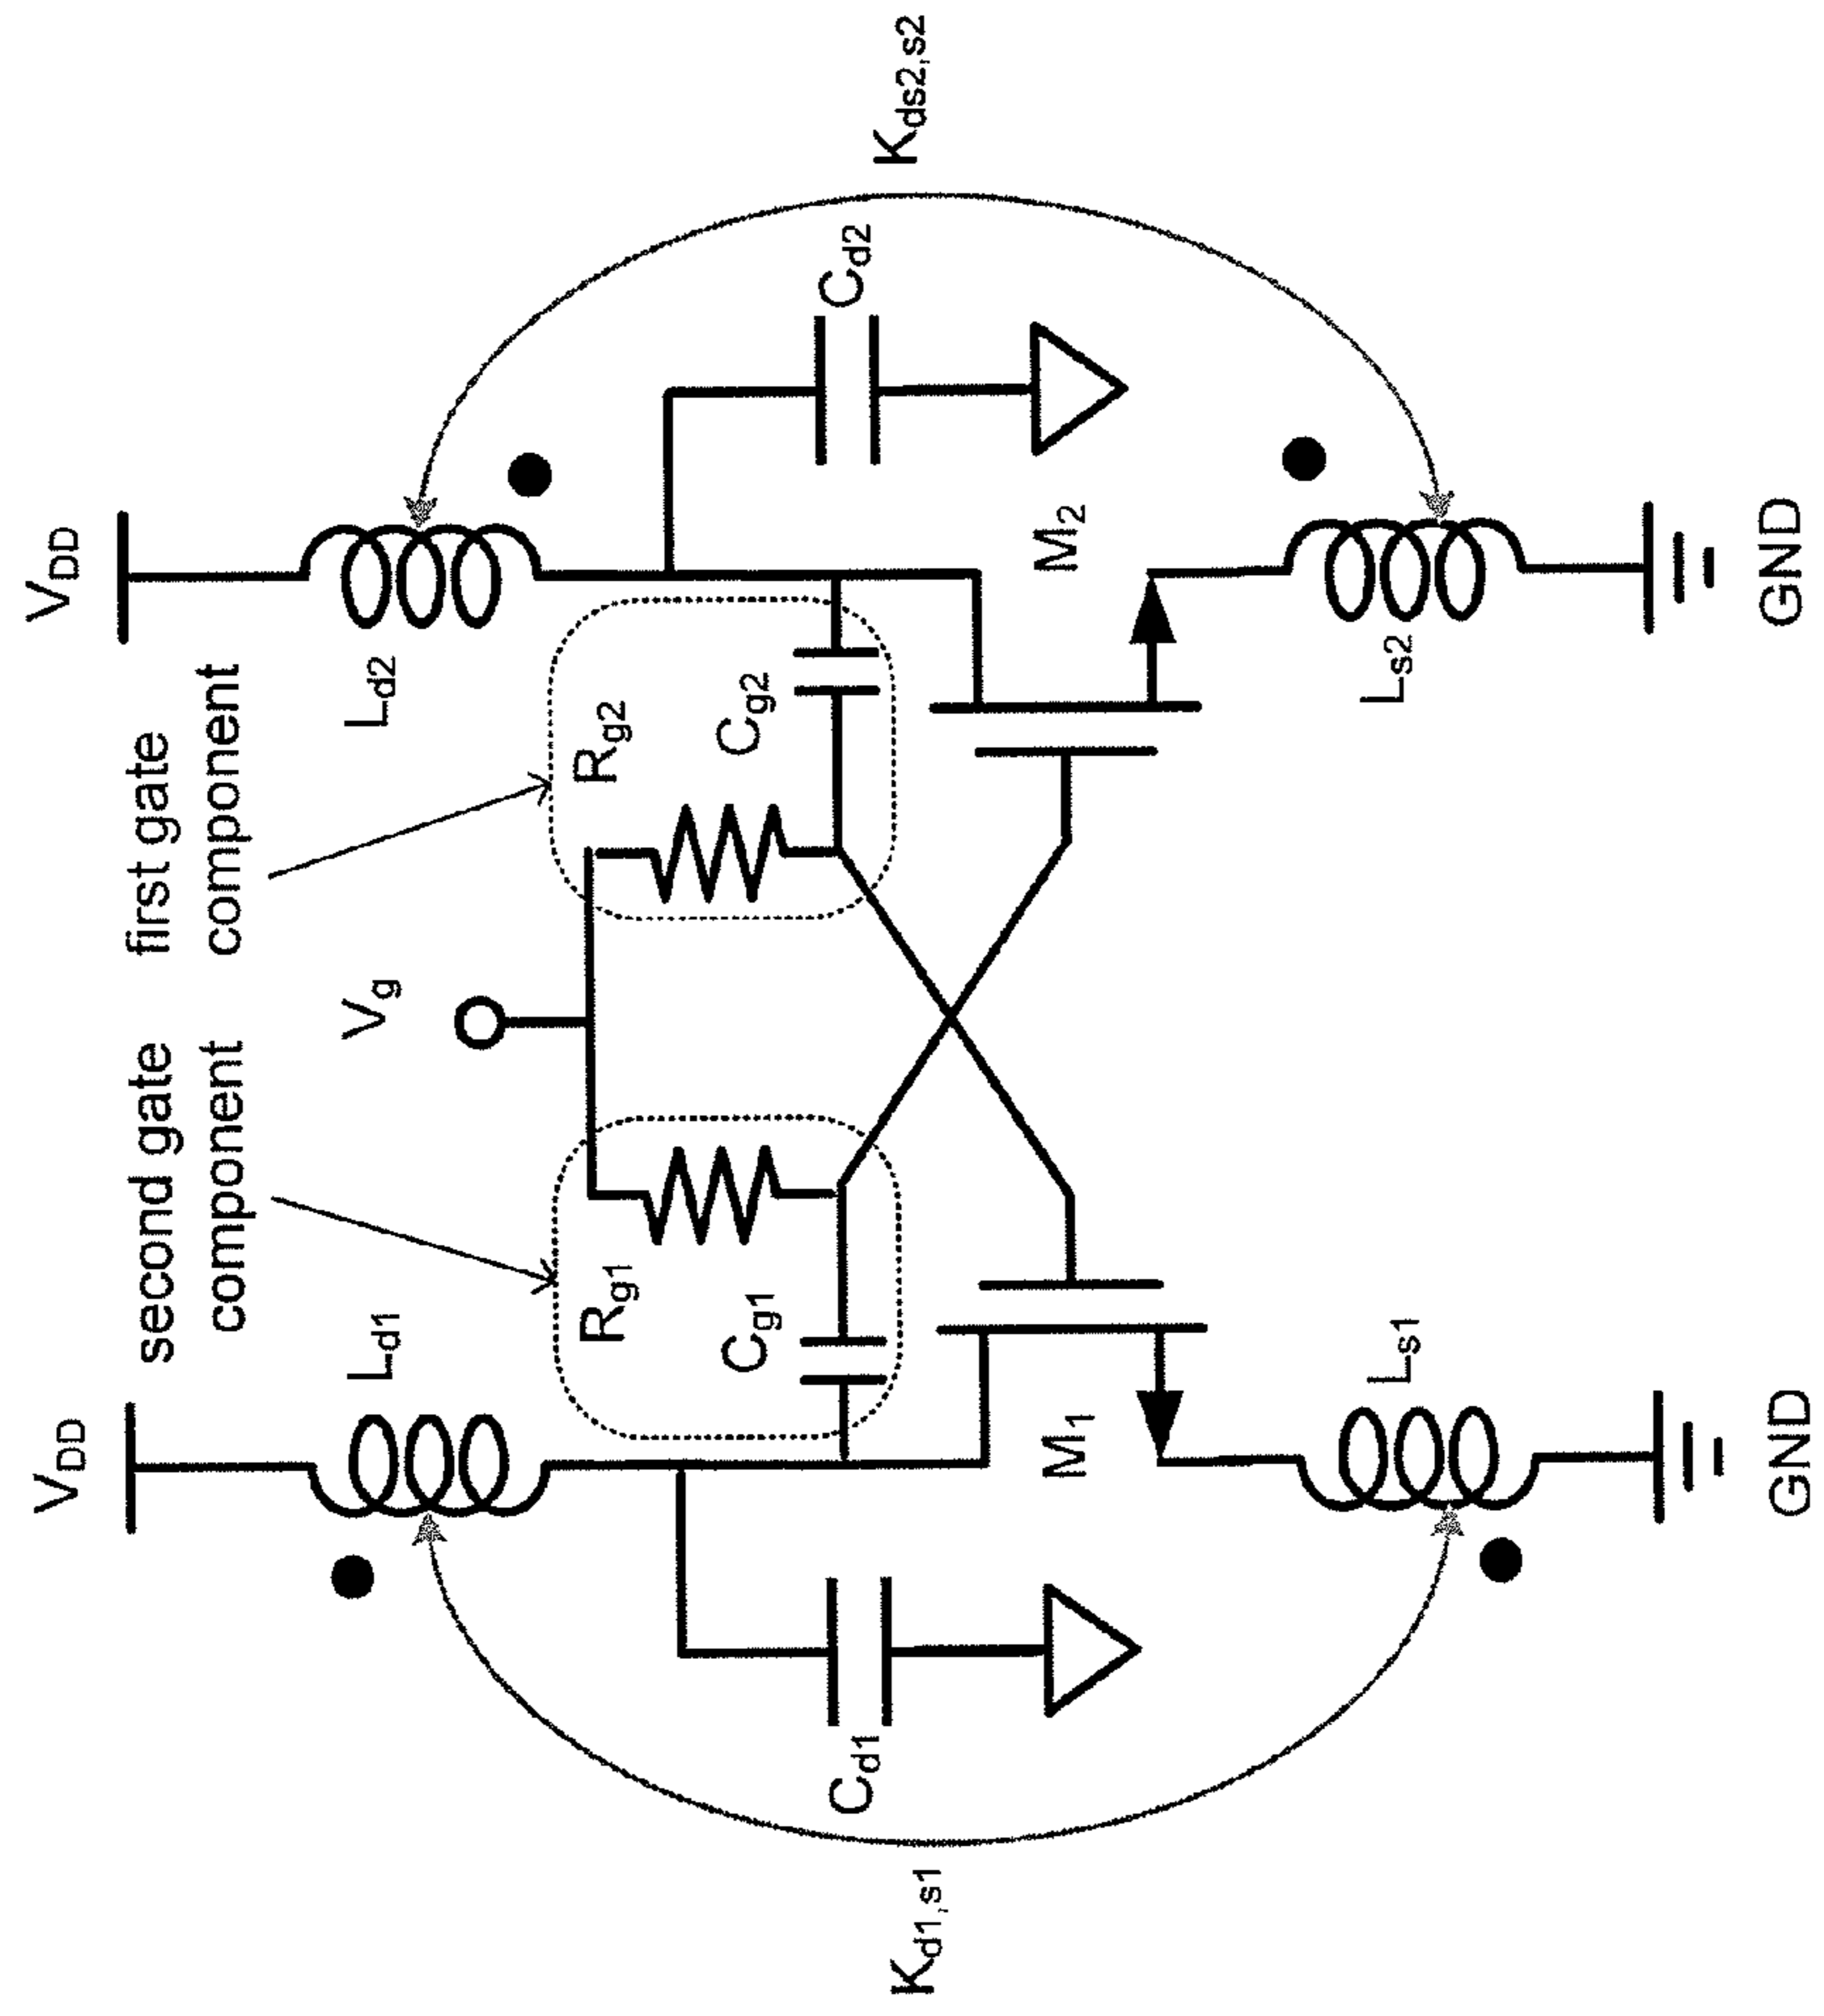 V_DD
V_DD
second gate
component
first gate
component
L_d1
V_g
L_d2
R_g1
R_g2
C_g1
C_g2
C_d1
C_d2
K_d1,s1
K_ds2,s2
M_1
M_2
L_s1
L_s2
GND
GND